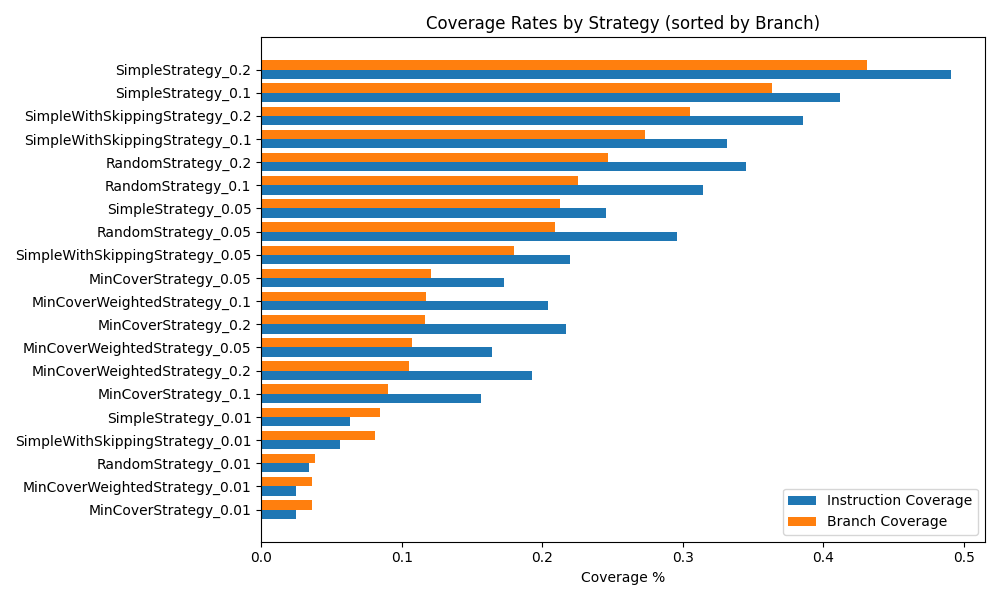 Coverage Rates by Strategy (sorted by Branch)
SimpleStrategy_0.2
SimpleStrategy_0.1
SimpleWithSkippingStrategy_0.2
SimpleWithSkippingStrategy_0.1
RandomStrategy_0.2
RandomStrategy_0.1
SimpleStrategy_0.05
RandomStrategy_0.05
SimpleWithSkippingStrategy_0.05
MinCoverStrategy_0.05
MinCoverWeightedStrategy_0.1
MinCoverStrategy_0.2
MinCoverWeightedStrategy_0.05
MinCoverWeightedStrategy_0.2
MinCoverStrategy_0.1
SimpleStrategy_0.01
SimpleWithSkippingStrategy_0.01
RandomStrategy_0.01
MinCoverWeightedStrategy_0.01
MinCoverStrategy_0.01
Instruction Coverage
Branch Coverage
0.0 0.1 0.2 0.3 0.4 0.5
Coverage %